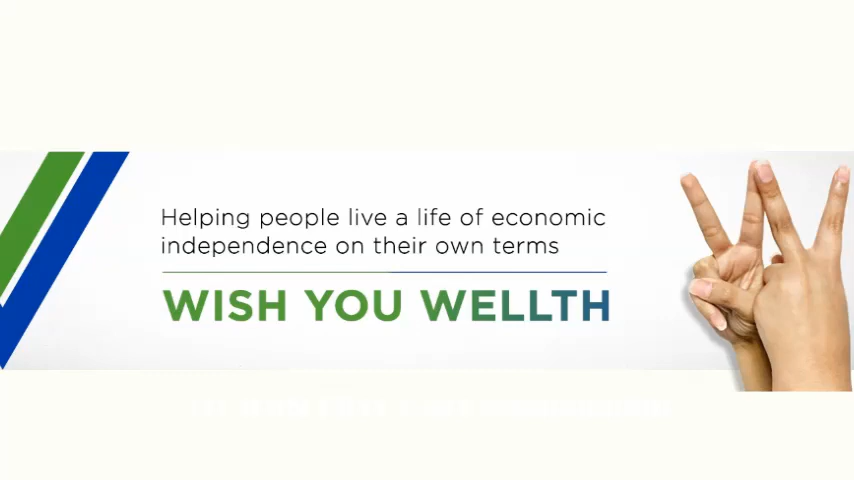 Helping people live a life of economic
independence on their own terms
WISH YOU WELLTH